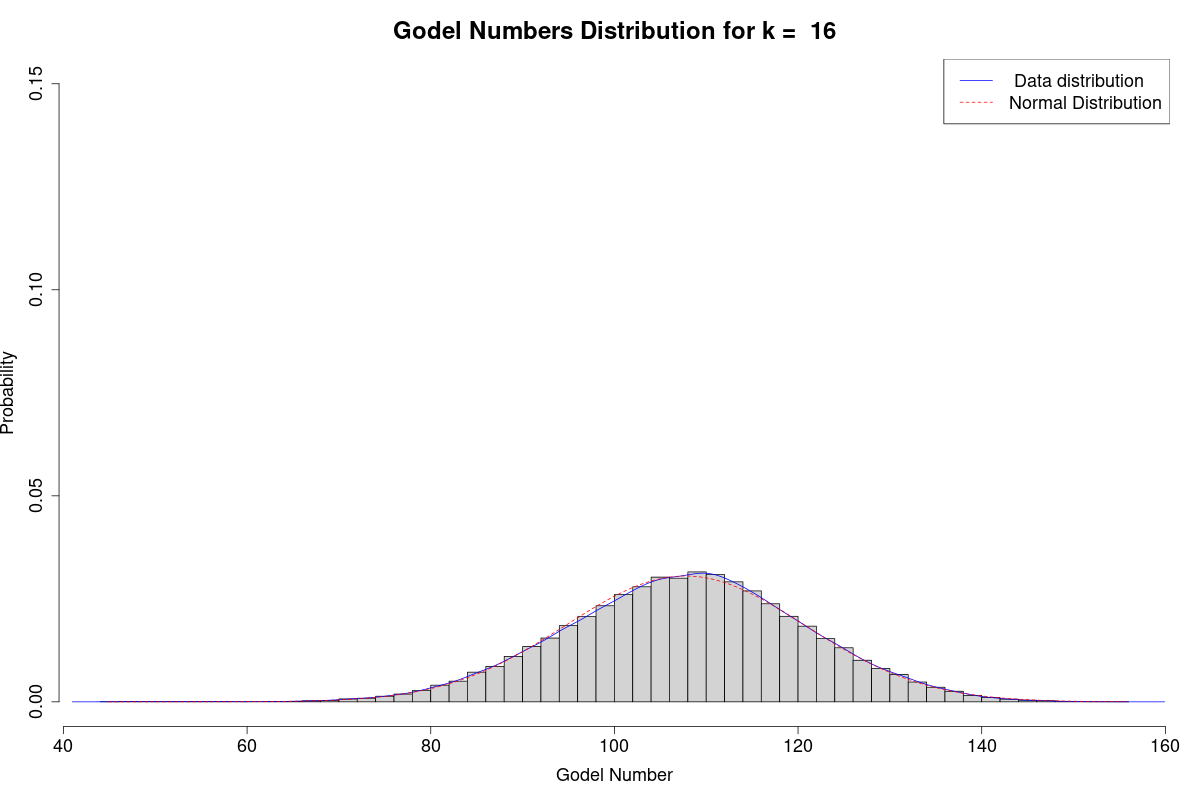 Godel Numbers Distribution for k =  16
Data distribution
Normal Distribution
Probability
0.15
0.10
0.05
0.00
40 60 80 100 120 140 160
Godel Number